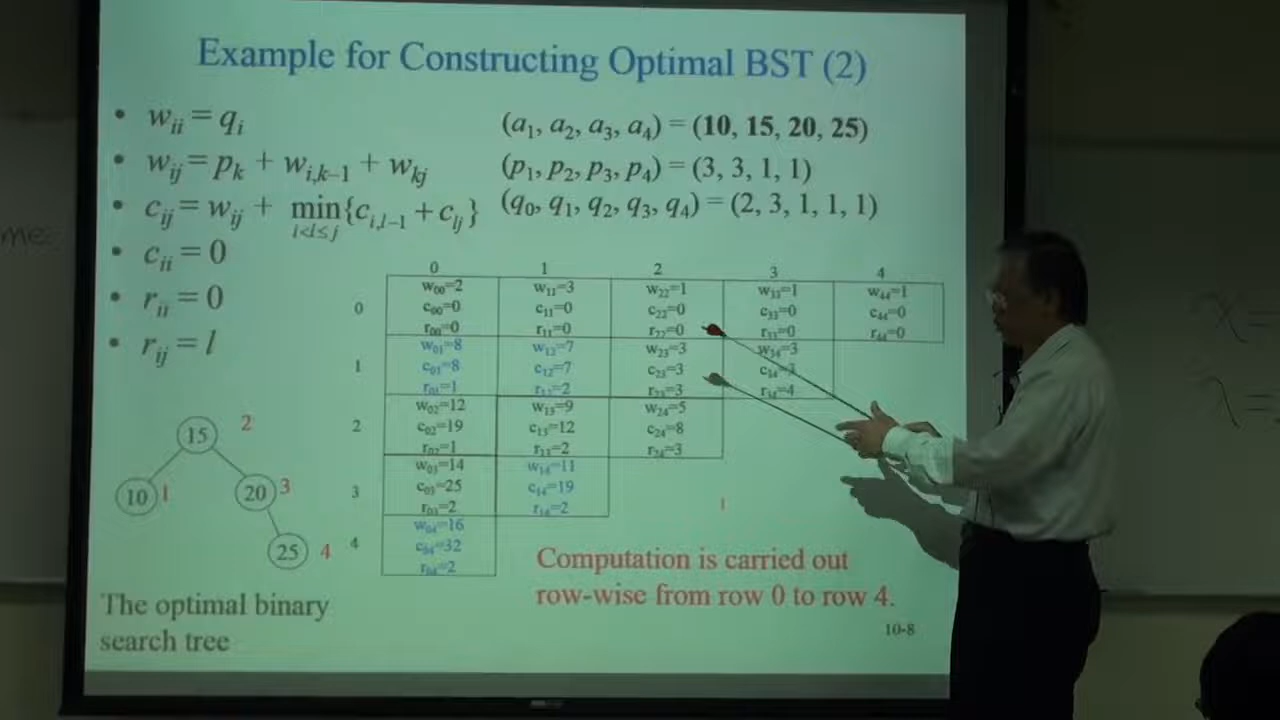 Example for Constructing Optimal BST (2)
• wii = qi
• wij = pk + wi,k–1 + wkj
• cij = wij + min{ci,l–1 + clj}
i<l≤j
• cii = 0
• rii = 0
• rij = l
(a1, a2, a3, a4) = (10, 15, 20, 25)
(p1, p2, p3, p4) = (3, 3, 1, 1)
(q0, q1, q2, q3, q4) = (2, 3, 1, 1, 1)
0 1 2 3 4
0
w00=2 w11=3 w22=1 w33=1 w44=1
c00=0 c11=0 c22=0 c33=0 c44=0
r00=0 r11=0 r22=0 r33=0 r44=0
1
w01=8 w12=7 w23=3 w34=3
c01=8 c12=7 c23=3 c34=3
r01=1 r12=2 r23=3 r34=4
2
w02=12 w13=9 w24=5
c02=19 c13=12 c24=8
r02=1 r13=2 r24=3
3
w03=14 w14=11
c03=25 c14=19
r03=2 r14=2
4
w04=16
c04=32
r04=2
15 2
10 1 20 3
25 4
The optimal binary
search tree
1
Computation is carried out
row-wise from row 0 to row 4.
10-8
me